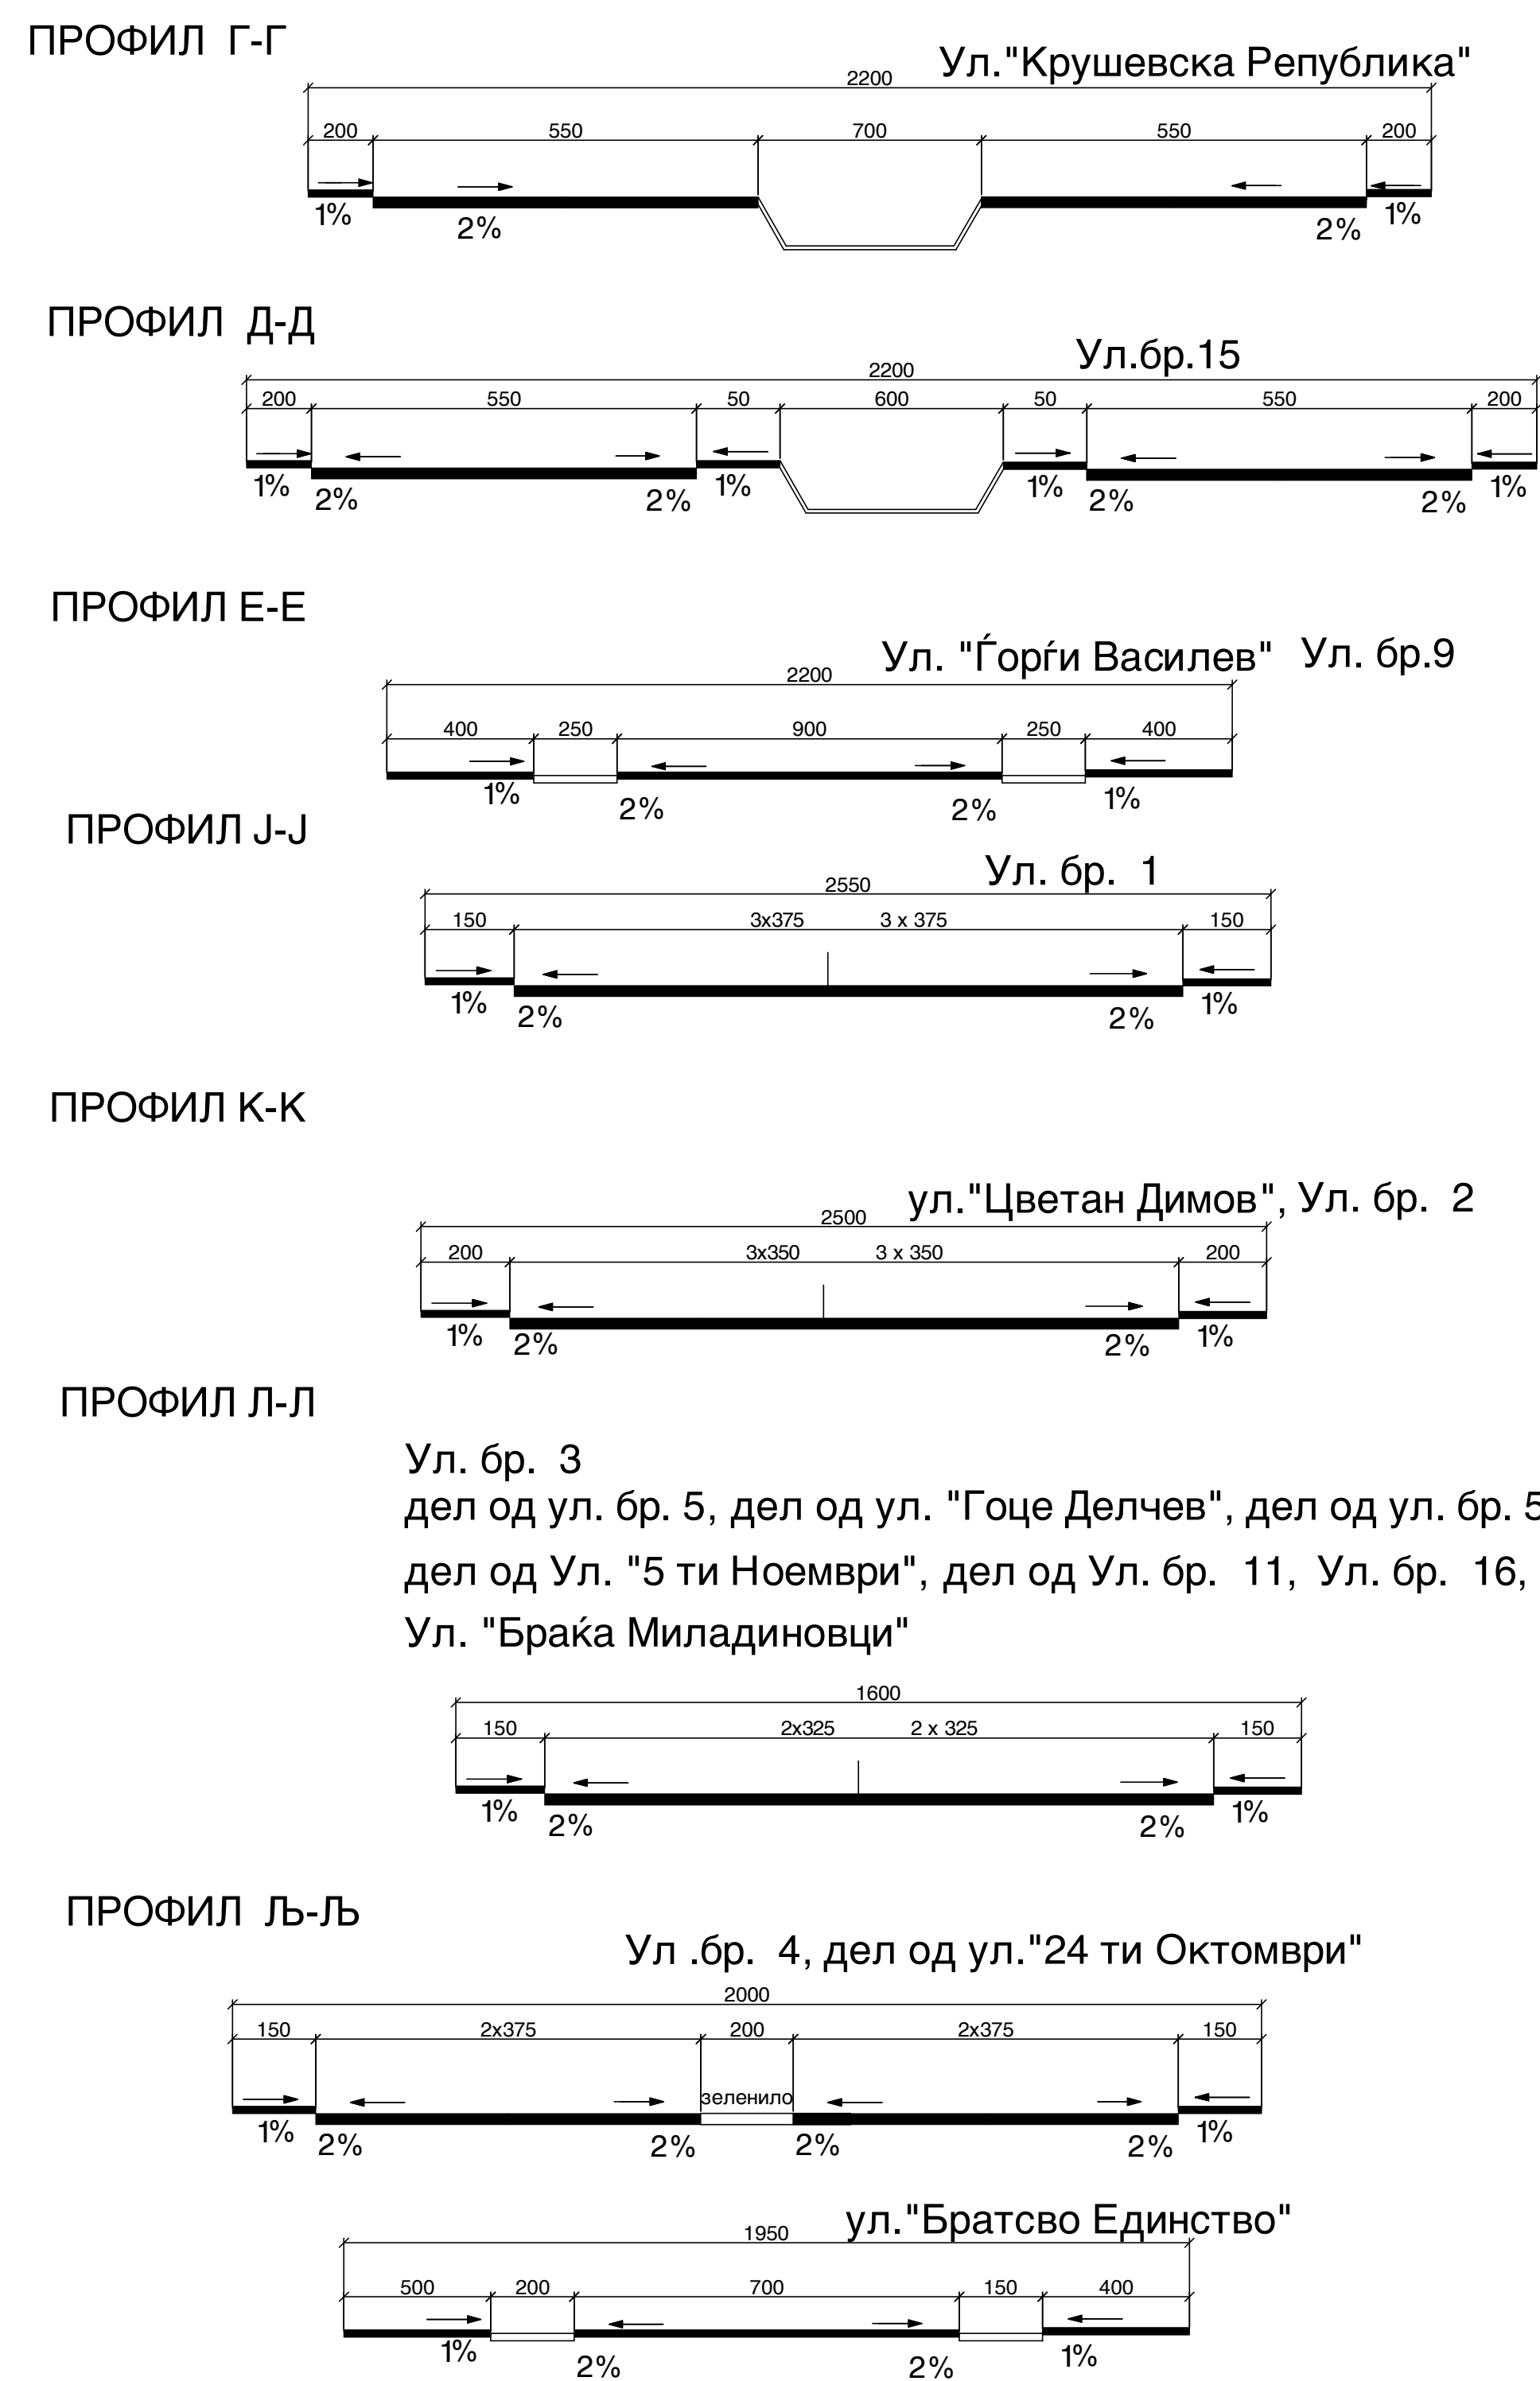 ПРОФИЛ Г-Г
Ул."Крушевска Република"
2200
200 550 700 550 200
1% 2% 2% 1%
ПРОФИЛ Д-Д
Ул.бр.15
2200
200 550 50 600 50 550 200
1% 2% 2% 1% 1% 2% 2% 1%
ПРОФИЛ Е-Е
Ул. "Ѓорѓи Василев" Ул. бр.9
2200
400 250 900 250 400
1% 2% 2% 1%
ПРОФИЛ Ј-Ј
Ул. бр. 1
2550
150 3x375 3 x 375 150
1% 2% 2% 1%
ПРОФИЛ К-К
ул."Цветан Димов", Ул. бр. 2
2500
200 3x350 3 x 350 200
1% 2% 2% 1%
ПРОФИЛ Л-Л
Ул. бр. 3
дел од ул. бр. 5, дел од ул. "Гоце Делчев", дел од ул. бр. 5
дел од Ул. "5 ти Ноември", дел од Ул. бр. 11, Ул. бр. 16,
Ул. "Браќа Миладиновци"
1600
150 2x325 2 x 325 150
1% 2% 2% 1%
ПРОФИЛ Љ-Љ
Ул .бр. 4, дел од ул."24 ти Октомври"
2000
150 2x375 200 2x375 150
зеленило
1% 2% 2% 2% 2% 1%
ул."Братсво Единство"
1950
500 200 700 150 400
1% 2% 2% 1%